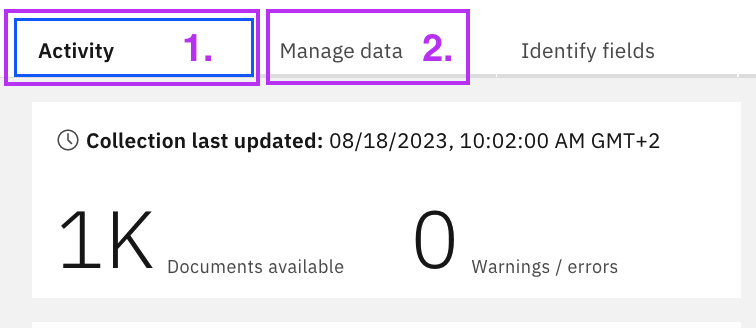 Activity 1. Manage data 2. Identify fields
Collection last updated: 08/18/2023, 10:02:00 AM GMT+2
1K Documents available 0 Warnings / errors